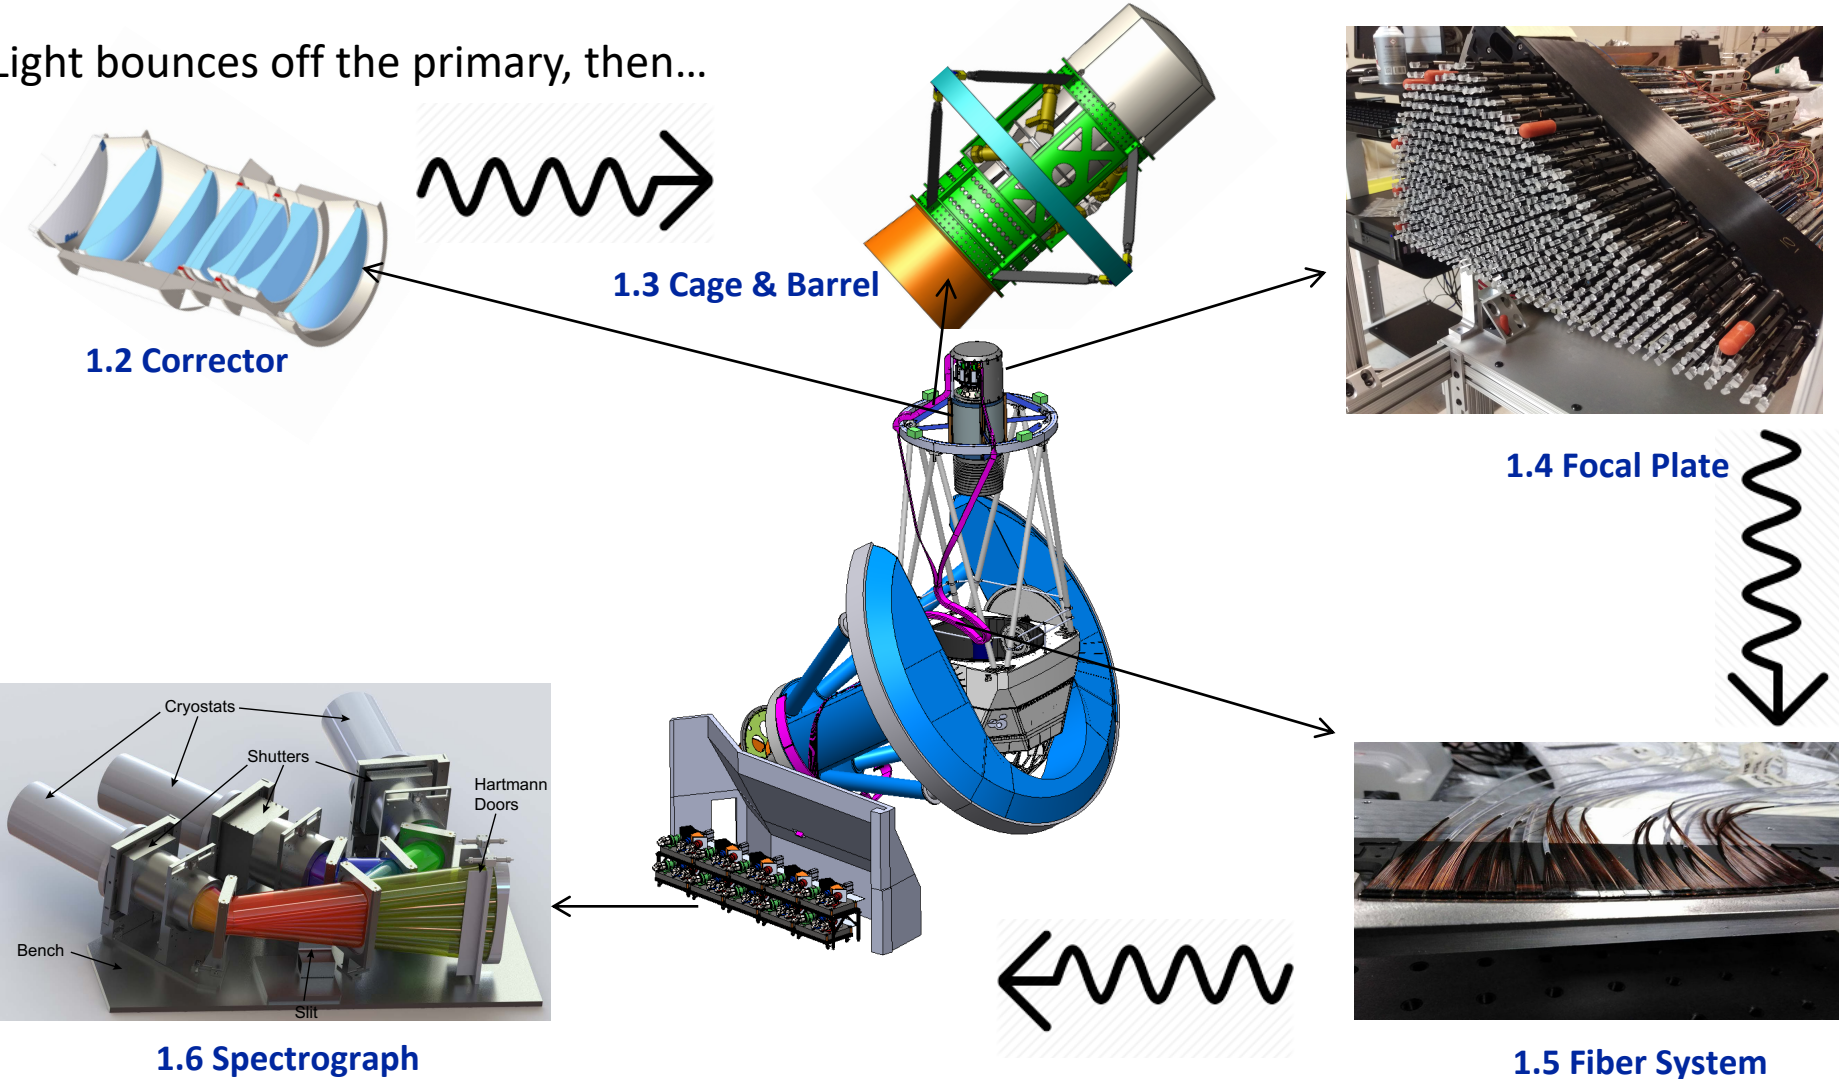 Light bounces off the primary, then...
1.2 Corrector
1.3 Cage & Barrel
1.4 Focal Plate
Cryostats
Shutters
Hartmann
Doors
Bench
Slit
1.6 Spectrograph
1.5 Fiber System